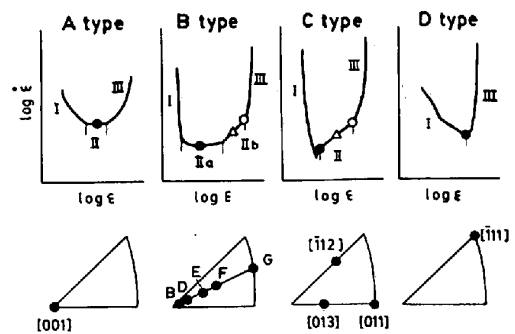 A type B type C type D type
log ε̇
I II III
I IIa IIb III
I II III
I III
log ε log ε log ε log ε
[001]
B D E F G
[1̄12] [013] [011]
[1̄11]